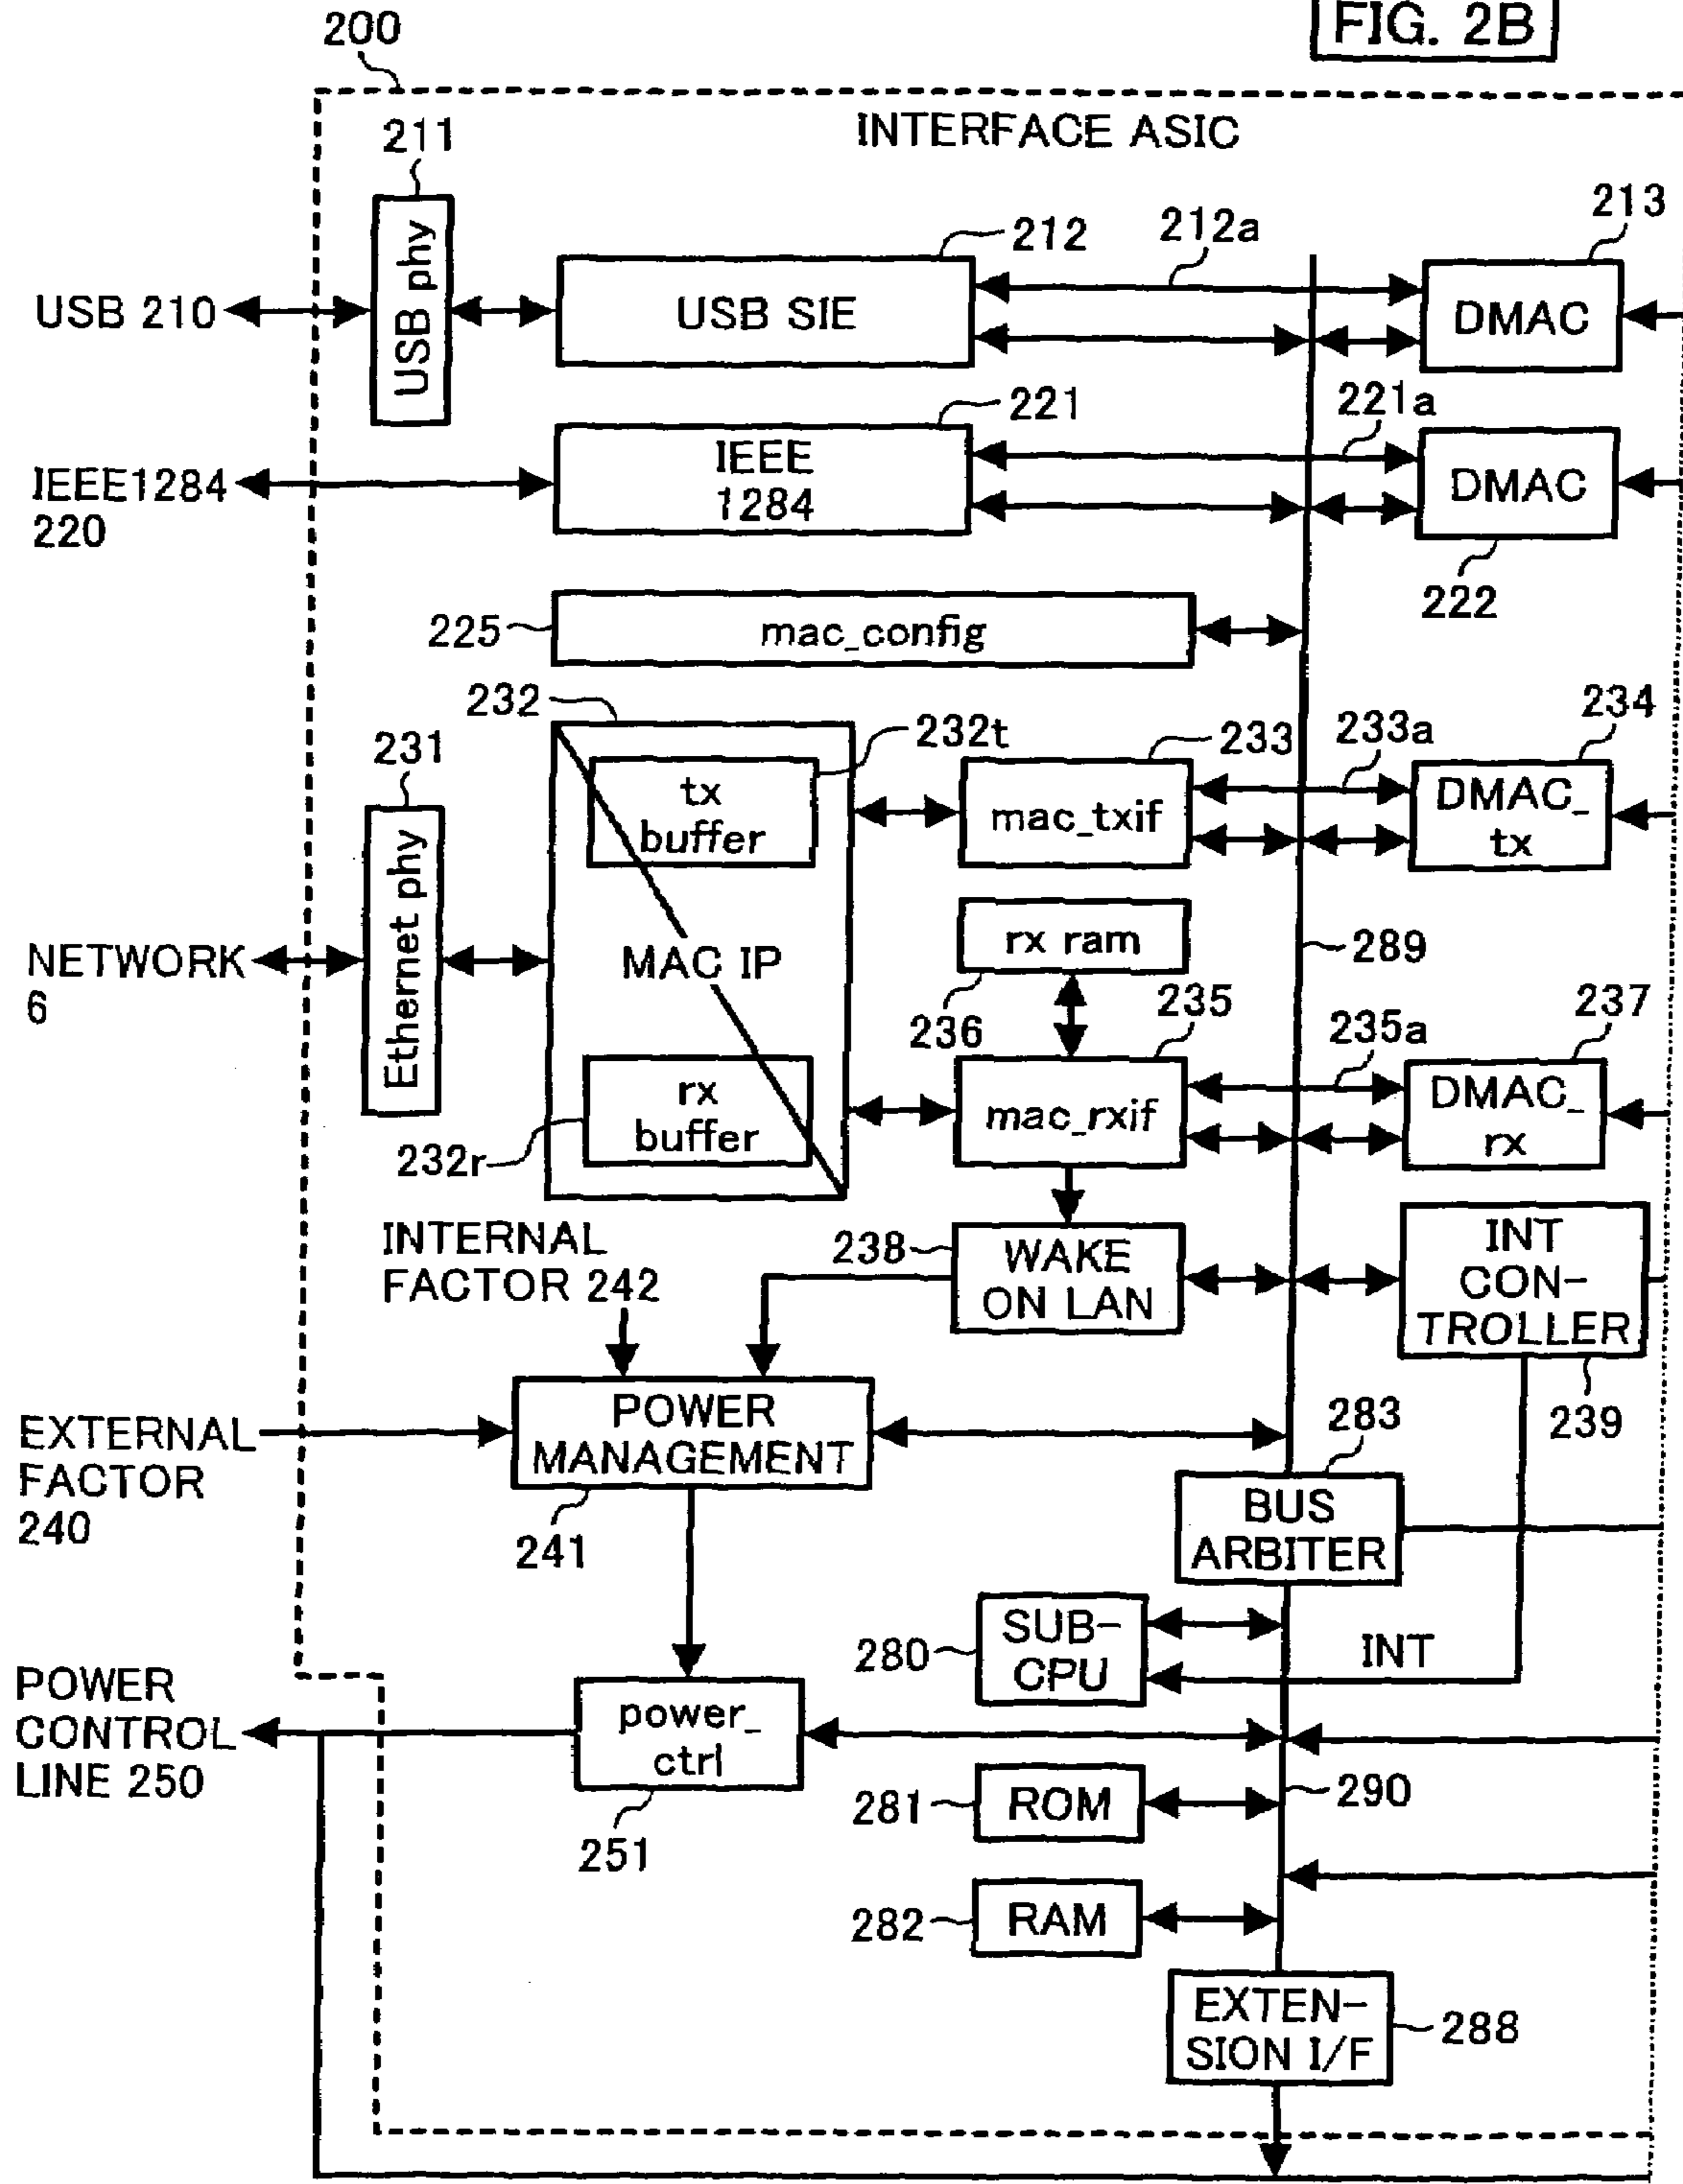 FIG. 2B
200
INTERFACE ASIC
211
USB phy
212
212a
213
USB 210
USB SIE
DMAC
221
221a
IEEE1284
220
IEEE
1284
DMAC
222
225
mac_config
232
232t
233
233a
234
231
tx
buffer
mac_txif
DMAC_
tx
Ethernet phy
rx ram
289
NETWORK
6
MAC IP
236
235
235a
237
rx
buffer
mac_rxif
DMAC_
rx
232r
INTERNAL
FACTOR 242
238
WAKE
ON LAN
INT
CON-
TROLLER
239
EXTERNAL
FACTOR
240
POWER
MANAGEMENT
241
283
BUS
ARBITER
280
SUB-
CPU
INT
POWER
CONTROL
LINE 250
power_
ctrl
251
281
ROM
290
282
RAM
EXTEN-
SION I/F
288